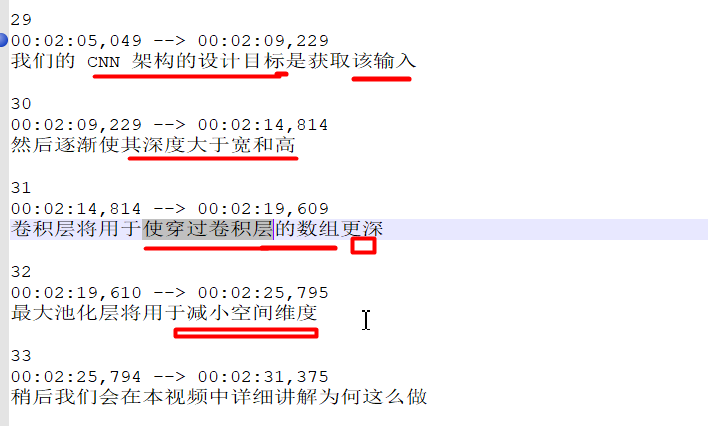 29
00:02:05,049 --> 00:02:09,229
我们的 CNN 架构的设计目标是获取该输入
30
00:02:09,229 --> 00:02:14,814
然后逐渐使其深度大于宽和高
31
00:02:14,814 --> 00:02:19,609
卷积层将用于使穿过卷积层的数组更深
32
00:02:19,610 --> 00:02:25,795
最大池化层将用于减小空间维度
33
00:02:25,794 --> 00:02:31,375
稍后我们会在本视频中详细讲解为何这么做